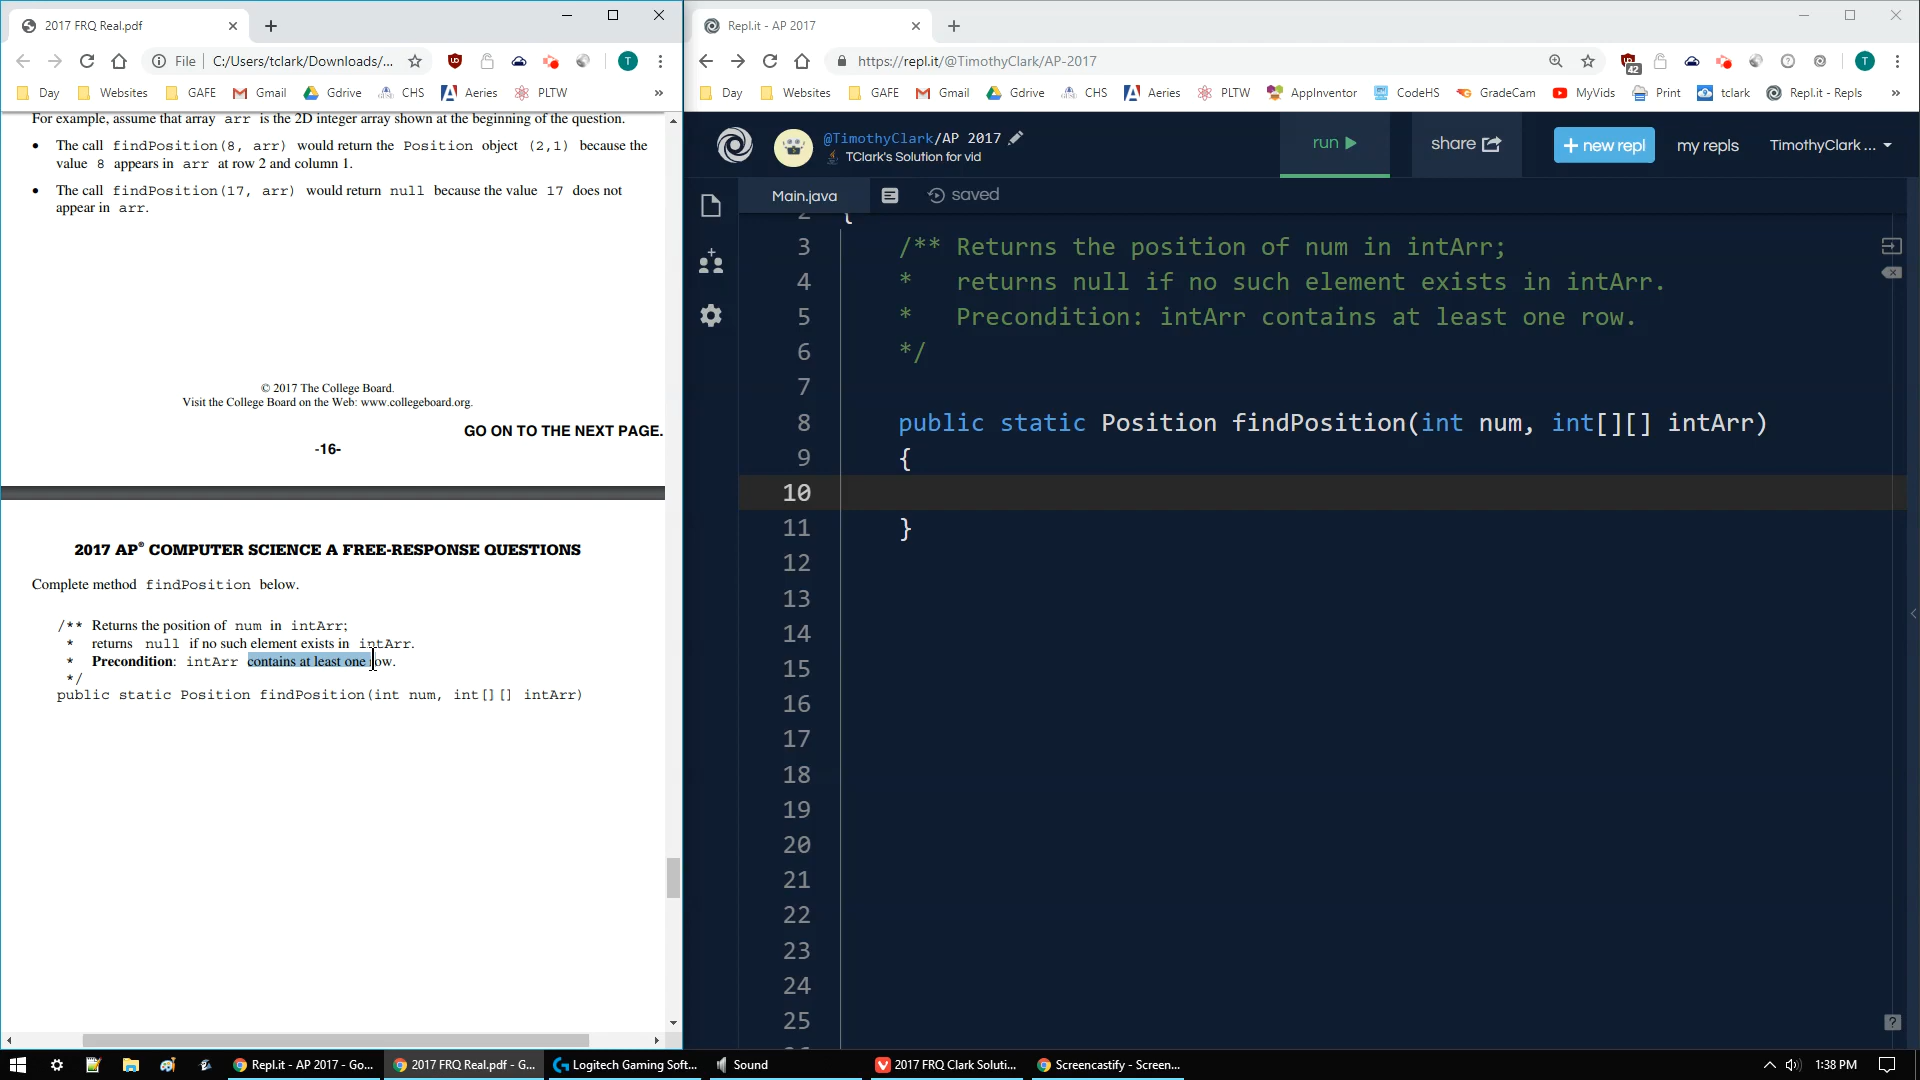 2017 FRQ Real.pdf
File
C:/Users/tclark/Downloads/...
T
Day
Websites
GAFE
Gmail
Gdrive
CHS
Aeries
PLTW
»
For example, assume that array arr is the 2D integer array shown at the beginning of the question.
• The call findPosition(8, arr) would return the Position object (2,1) because the
value 8 appears in arr at row 2 and column 1.
• The call findPosition(17, arr) would return null because the value 17 does not
appear in arr.
© 2017 The College Board.
Visit the College Board on the Web: www.collegeboard.org.
GO ON TO THE NEXT PAGE.
-16-
2017 AP® COMPUTER SCIENCE A FREE-RESPONSE QUESTIONS
Complete method findPosition below.
/** Returns the position of num in intArr;
* returns null if no such element exists in intArr.
* Precondition: intArr contains at least one row.
*/
public static Position findPosition(int num, int[][] intArr)
Repl.it - AP 2017
https://repl.it/@TimothyClark/AP-2017
42
T
Day
Websites
GAFE
Gmail
Gdrive
CHS
Aeries
PLTW
AppInventor
CodeHS
GradeCam
MyVids
Print
tclark
Repl.it - Repls
»
@TimothyClark/AP 2017
TClark's Solution for vid
run
share
+ new repl
my repls
TimothyClark ...
Main.java
saved
2 {
3 /** Returns the position of num in intArr;
4 * returns null if no such element exists in intArr.
5 * Precondition: intArr contains at least one row.
6 */
7
8 public static Position findPosition(int num, int[][] intArr)
9 {
10
11 }
12
13
14
15
16
17
18
19
20
21
22
23
24
25
?
Repl.it - AP 2017 - Go...
2017 FRQ Real.pdf - G...
Logitech Gaming Soft...
Sound
2017 FRQ Clark Soluti...
Screencastify - Screen...
1:38 PM